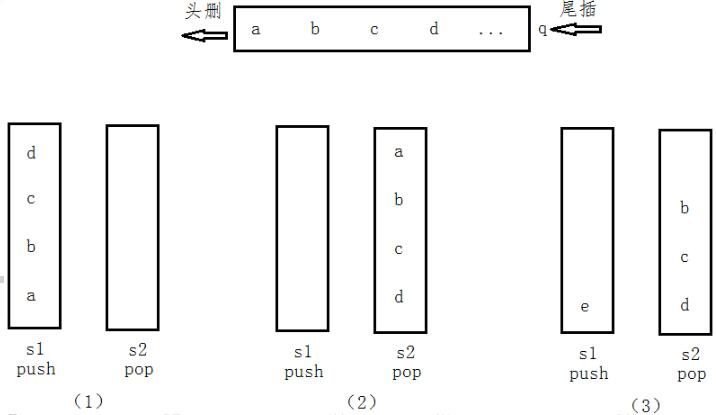 头删
尾插
a b c d ... q
d
c
b
a
s1
push
s2
pop
(1)
a
b
c
d
s1
push
s2
pop
(2)
e
b
c
d
s1
push
s2
pop
(3)